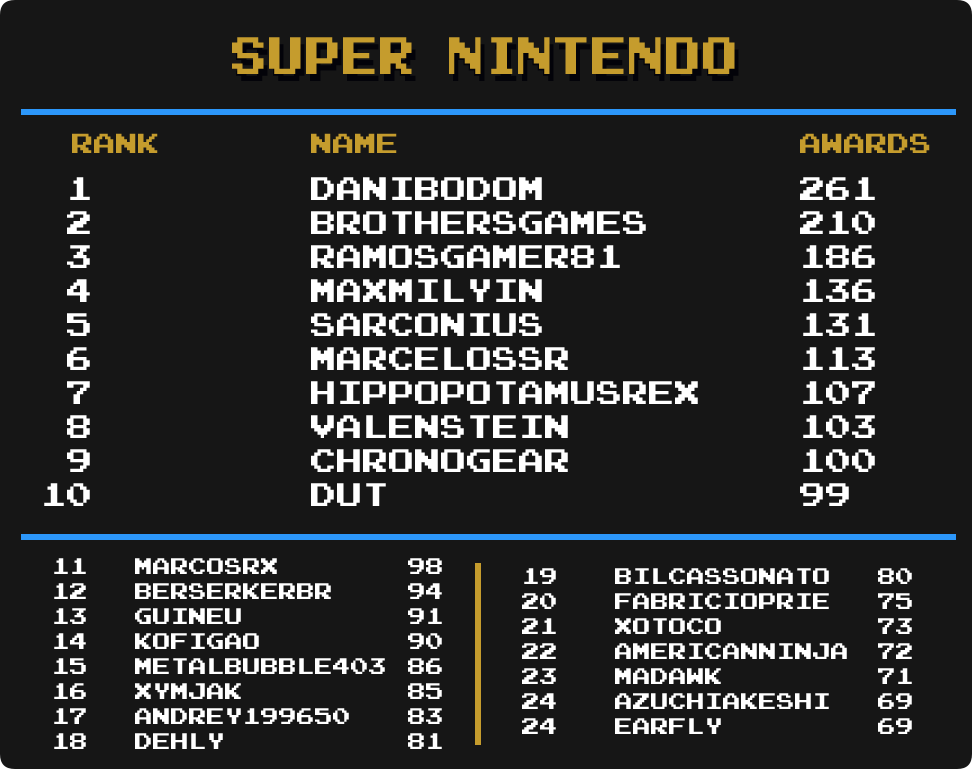 SUPER NINTENDO
RANK NAME AWARDS
1 DANIBODOM 261
2 BROTHERSGAMES 210
3 RAMOSGAMER81 186
4 MAXMILYIN 136
5 SARCONIUS 131
6 MARCELOSSR 113
7 HIPPOPOTAMUSREX 107
8 VALENSTEIN 103
9 CHRONOGEAR 100
10 DUT 99
11 MARCOSRX 98
12 BERSERKERBR 94
13 GUINEU 91
14 KOFIGAO 90
15 METALBUBBLE403 86
16 XYMJAK 85
17 ANDREY199650 83
18 DEHLY 81
19 BILCASSONATO 80
20 FABRICIOPRIE 75
21 XOTOCO 73
22 AMERICANNINJA 72
23 MADAWK 71
24 AZUCHIAKESHI 69
24 EARFLY 69